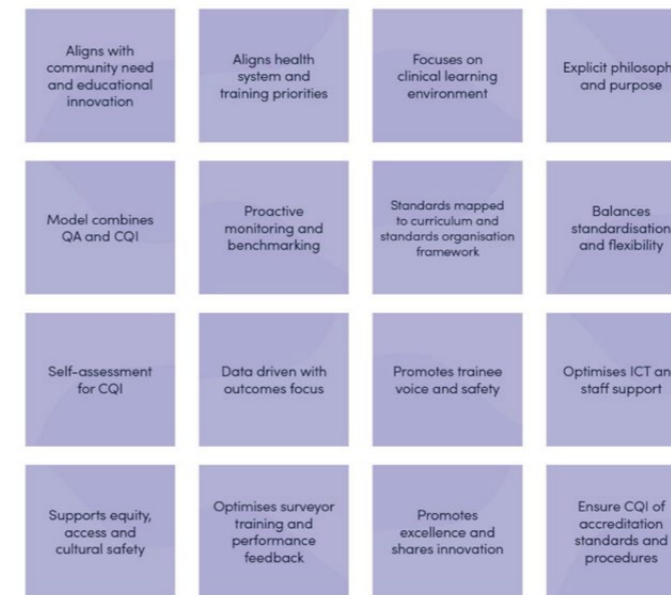 Aligns with
community need
and educational
innovation
Aligns health
system and
training priorities
Focuses on
clinical learning
environment
Explicit philosoph
and purpose
Model combines
QA and CQI
Proactive
monitoring and
benchmarking
Standards mapped
to curriculum and
standards organisation
framework
Balances
standardisation
and flexibility
Self-assessment
for CQI
Data driven with
outcomes focus
Promotes trainee
voice and safety
Optimises ICT an
staff support
Supports equity,
access and
cultural safety
Optimises surveyor
training and
performance
feedback
Promotes
excellence and
shares innovation
Ensure CQI of
accreditation
standards and
procedures